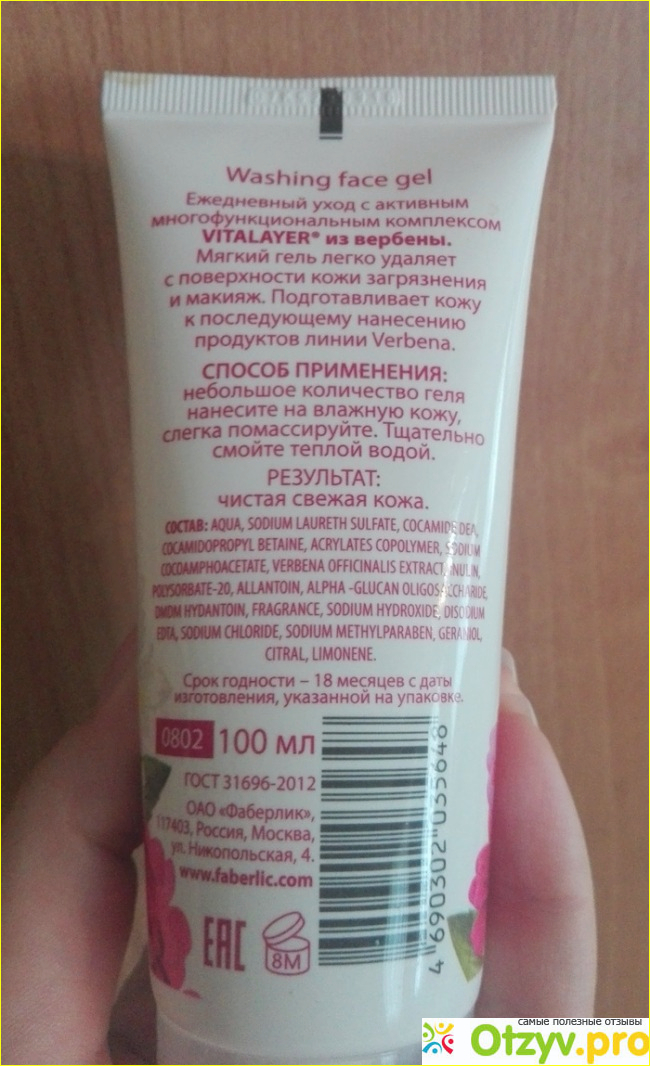 Washing face gel
Ежедневный уход с активным
многофункциональным комплексом
VITALAYER® из вербены.
Мягкий гель легко удаляет
с поверхности кожи загрязнения
и макияж. Подготавливает кожу
к последующему нанесению
продуктов линии Verbena.
СПОСОБ ПРИМЕНЕНИЯ:
небольшое количество геля
нанесите на влажную кожу,
слегка помассируйте. Тщательно
смойте теплой водой.
РЕЗУЛЬТАТ:
чистая свежая кожа.
СОСТАВ: AQUA, SODIUM LAURETH SULFATE, COCAMIDE DEA,
COCAMIDOPROPYL BETAINE, ACRYLATES COPOLYMER, SODIUM
COCOAMPHOACETATE, VERBENA OFFICINALIS EXTRACT, INULIN,
POLYSORBATE-20, ALLANTOIN, ALPHA -GLUCAN OLIGOSACCHARIDE,
DMDM HYDANTOIN, FRAGRANCE, SODIUM HYDROXIDE, DISODIUM
EDTA, SODIUM CHLORIDE, SODIUM METHYLPARABEN, GERANIOL,
CITRAL, LIMONENE.
Срок годности – 18 месяцев с даты
изготовления, указанной на упаковке.
0802 100 мл
ГОСТ 31696-2012
ОАО «Фаберлик»,
117403, Россия, Москва,
ул. Никопольская, 4.
www.faberlic.com
EAC
8M
4 690302 035648
самые полезные отзывы
Otzyv.pro